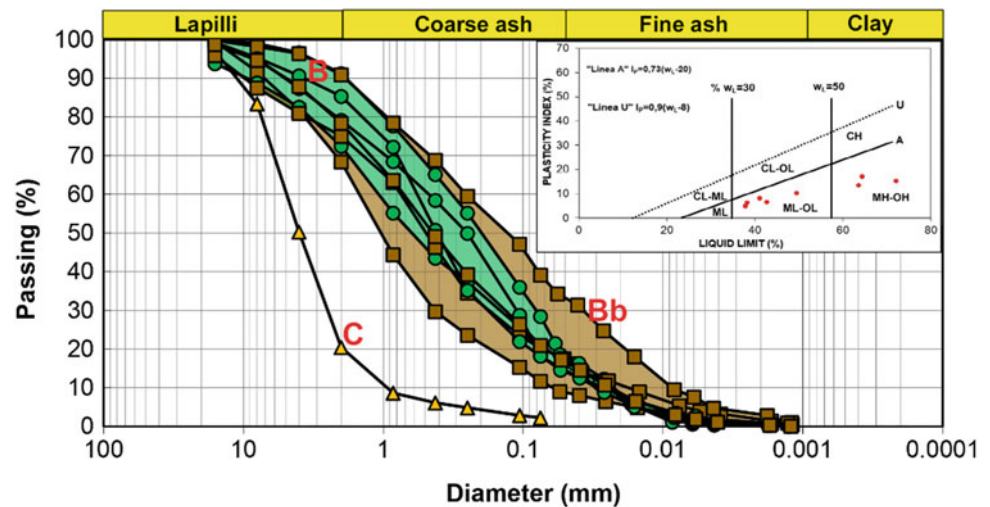 Lapilli Coarse ash Fine ash Clay
100
90
80
70
60
50
40
30
20
10
0
Passing (%)
100 10 1 0.1 0.01 0.001 0.0001
Diameter (mm)
B
Bb
C
70
60
50
40
30
20
10
0
PLASTICITY INDEX (%)
"Linea A" IP=0,73(wL-20)
"Linea U" IP=0,9(wL-8)
% wL=30
wL=50
U
A
CH
CL-OL
CL-ML
ML
ML-OL
MH-OH
20 40 60 80
LIQUID LIMIT (%)